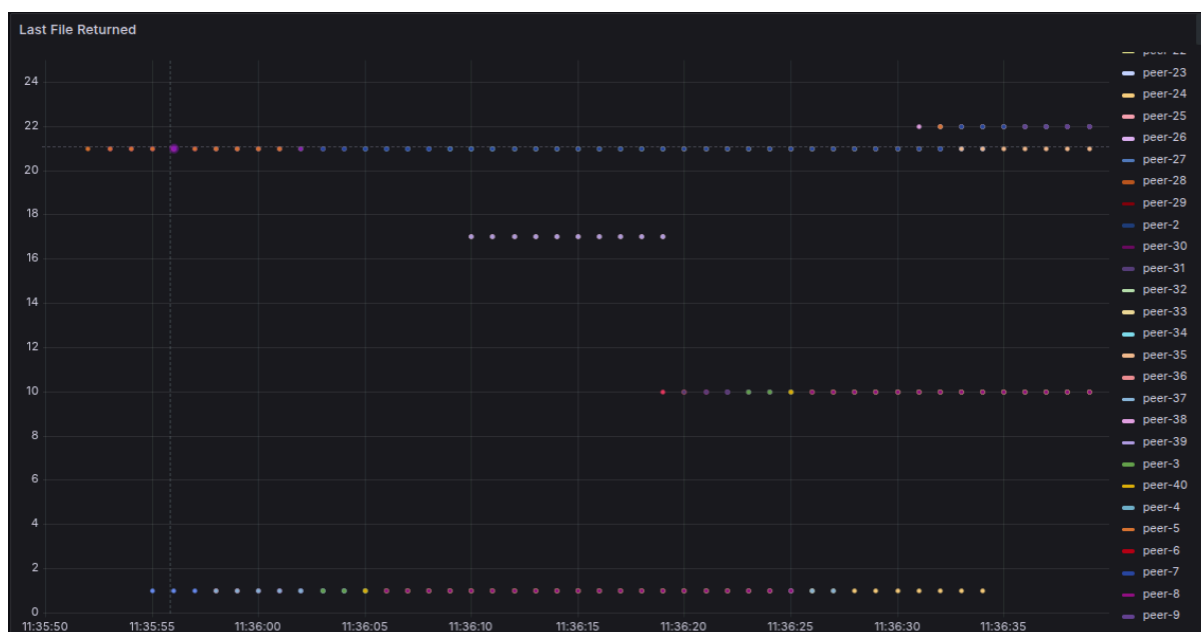 Last File Returned
24
22
20
18
16
14
12
10
8
6
4
2
0
11:35:50
11:35:55
11:36:00
11:36:05
11:36:10
11:36:15
11:36:20
11:36:25
11:36:30
11:36:35
peer-22
peer-23
peer-24
peer-25
peer-26
peer-27
peer-28
peer-29
peer-2
peer-30
peer-31
peer-32
peer-33
peer-34
peer-35
peer-36
peer-37
peer-38
peer-39
peer-3
peer-40
peer-4
peer-5
peer-6
peer-7
peer-8
peer-9